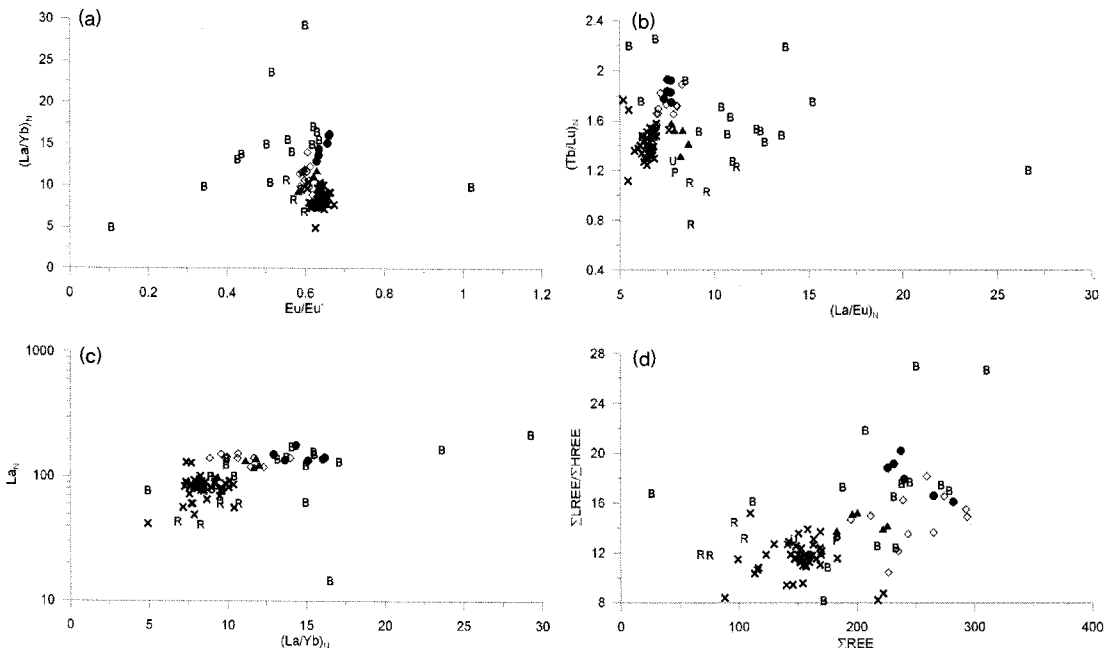 (a)
(La/Yb)N
30
25
20
15
10
5
0
0 0.2 0.4 0.6 0.8 1 1.2
Eu/Eu*
(b)
(Tb/Lu)N
2.4
2
1.6
1.2
0.8
0.4
5 10 15 20 25 30
(La/Eu)N
U
P
(c)
LaN
1000
100
10
0 5 10 15 20 25 30
(La/Yb)N
(d)
ΣLREE/ΣHREE
28
24
20
16
12
8
0 100 200 300 400
ΣREE